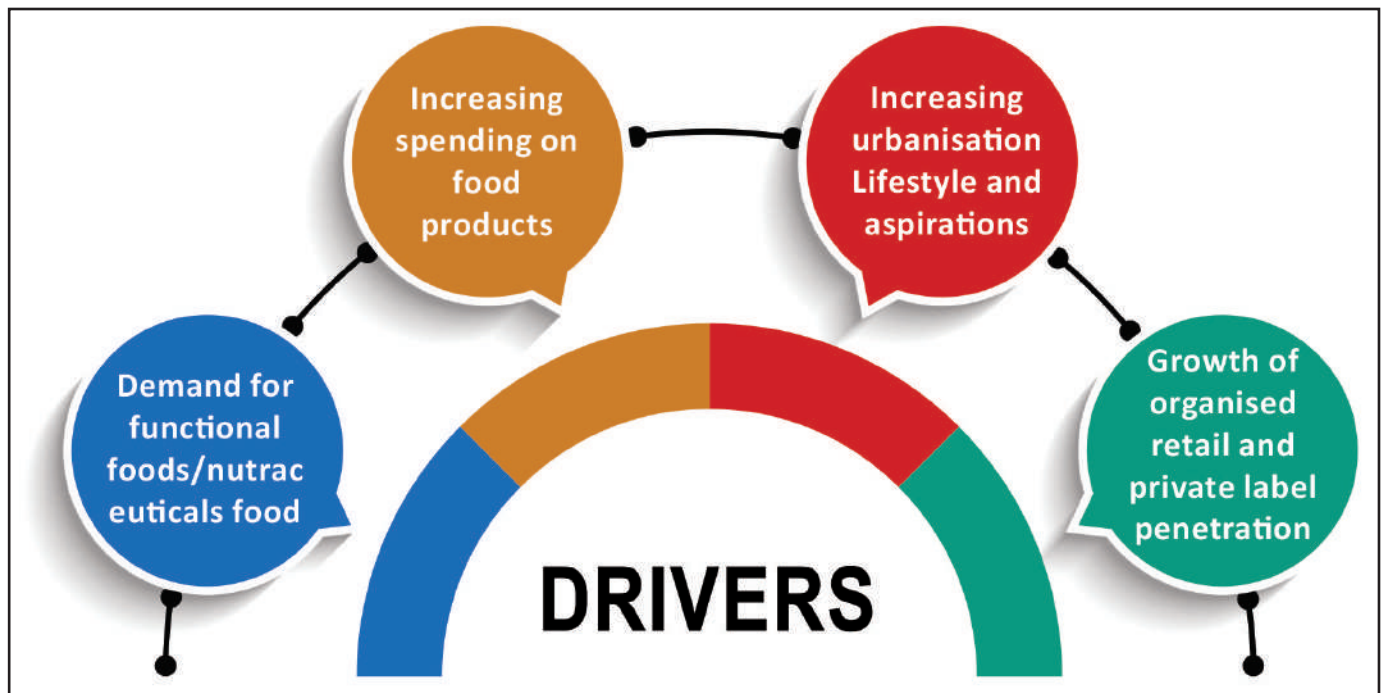 Increasing
spending on
food
products
Increasing
urbanisation
Lifestyle and
aspirations
Demand for
functional
foods/nutrac
euticals food
Growth of
organised
retail and
private label
penetration
DRIVERS